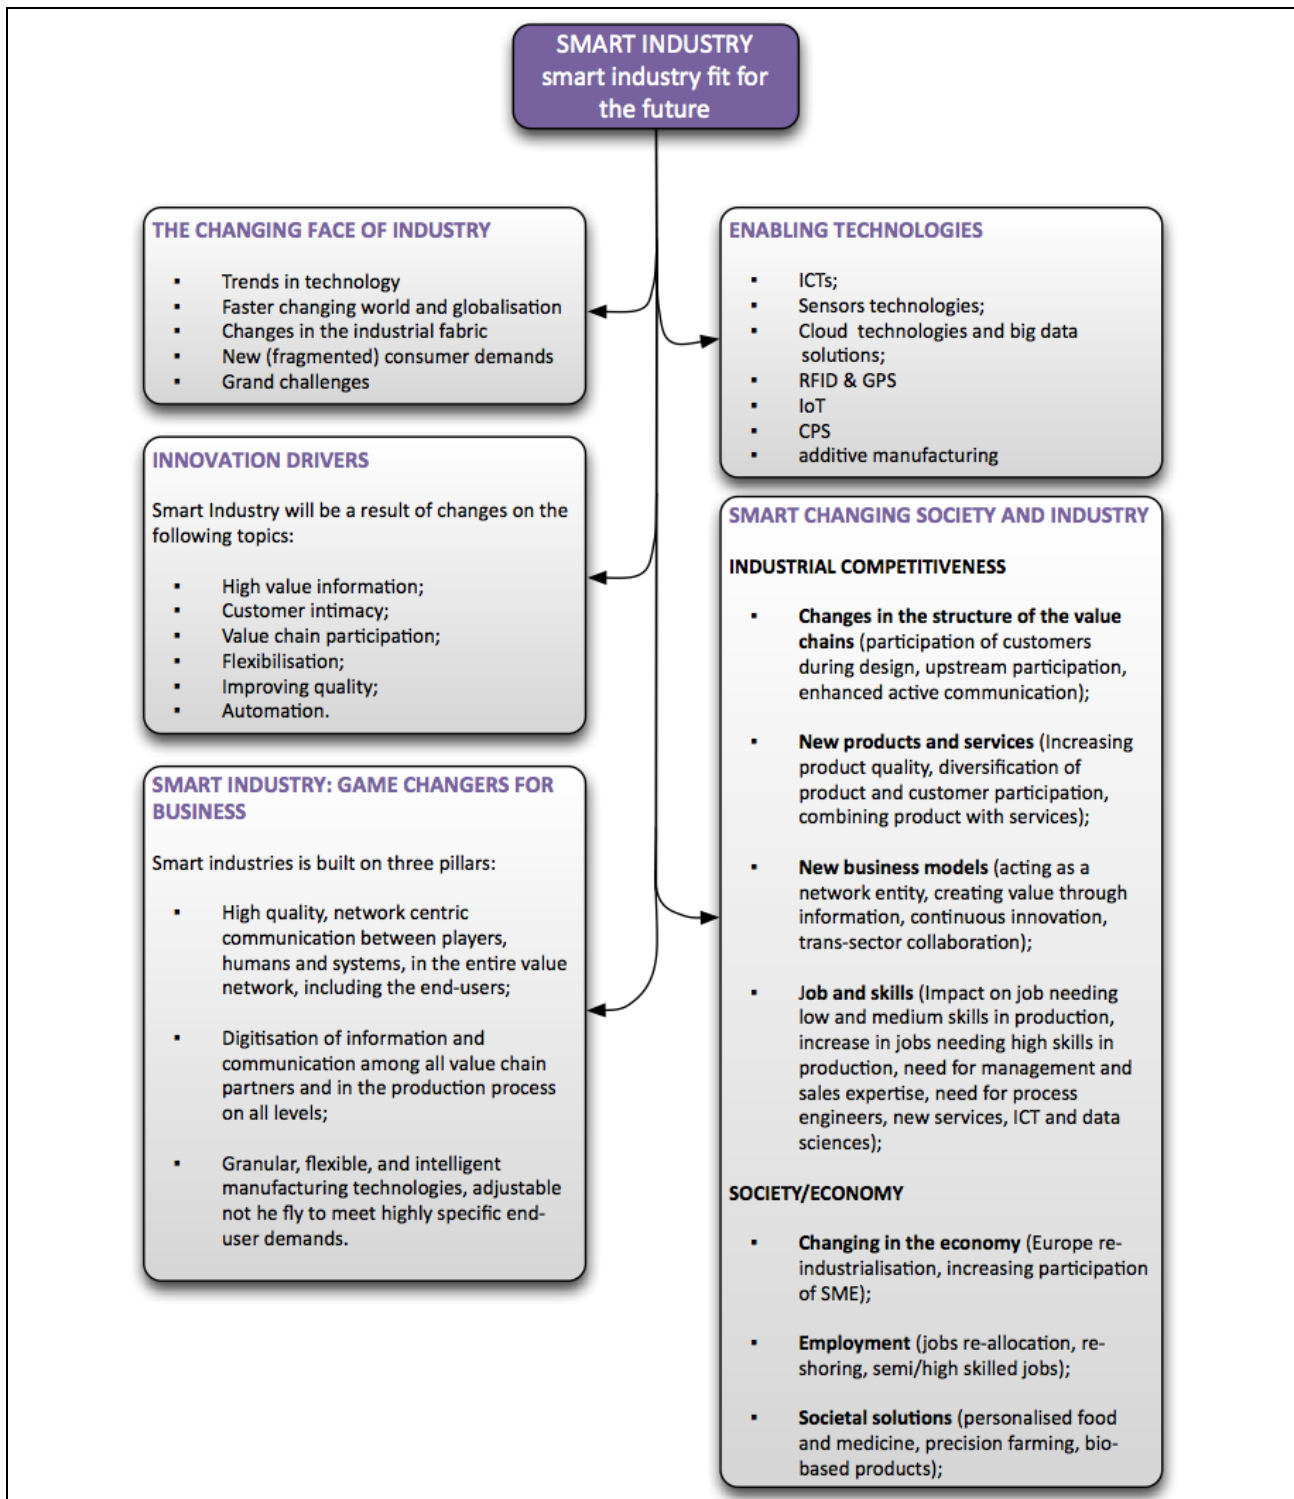 SMART INDUSTRY
smart industry fit for
the future
THE CHANGING FACE OF INDUSTRY
▪ Trends in technology
▪ Faster changing world and globalisation
▪ Changes in the industrial fabric
▪ New (fragmented) consumer demands
▪ Grand challenges
INNOVATION DRIVERS
Smart Industry will be a result of changes on the
following topics:
▪ High value information;
▪ Customer intimacy;
▪ Value chain participation;
▪ Flexibilisation;
▪ Improving quality;
▪ Automation.
SMART INDUSTRY: GAME CHANGERS FOR
BUSINESS
Smart industries is built on three pillars:
▪ High quality, network centric
communication between players,
humans and systems, in the entire value
network, including the end-users;
▪ Digitisation of information and
communication among all value chain
partners and in the production process
on all levels;
▪ Granular, flexible, and intelligent
manufacturing technologies, adjustable
not he fly to meet highly specific end-
user demands.
ENABLING TECHNOLOGIES
▪ ICTs;
▪ Sensors technologies;
▪ Cloud technologies and big data
solutions;
▪ RFID & GPS
▪ IoT
▪ CPS
▪ additive manufacturing
SMART CHANGING SOCIETY AND INDUSTRY
INDUSTRIAL COMPETITIVENESS
▪ Changes in the structure of the value
chains (participation of customers
during design, upstream participation,
enhanced active communication);
▪ New products and services (Increasing
product quality, diversification of
product and customer participation,
combining product with services);
▪ New business models (acting as a
network entity, creating value through
information, continuous innovation,
trans-sector collaboration);
▪ Job and skills (Impact on job needing
low and medium skills in production,
increase in jobs needing high skills in
production, need for management and
sales expertise, need for process
engineers, new services, ICT and data
sciences);
SOCIETY/ECONOMY
▪ Changing in the economy (Europe re-
industrialisation, increasing participation
of SME);
▪ Employment (jobs re-allocation, re-
shoring, semi/high skilled jobs);
▪ Societal solutions (personalised food
and medicine, precision farming, bio-
based products);